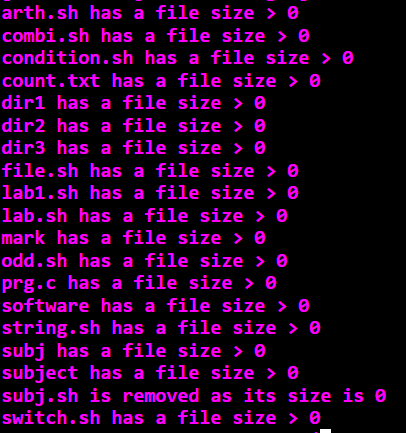 arth.sh has a file size > 0
combi.sh has a file size > 0
condition.sh has a file size > 0
count.txt has a file size > 0
dir1 has a file size > 0
dir2 has a file size > 0
dir3 has a file size > 0
file.sh has a file size > 0
lab1.sh has a file size > 0
lab.sh has a file size > 0
mark has a file size > 0
odd.sh has a file size > 0
prg.c has a file size > 0
software has a file size > 0
string.sh has a file size > 0
subj has a file size > 0
subject has a file size > 0
subj.sh is removed as its size is 0
switch.sh has a file size > 0